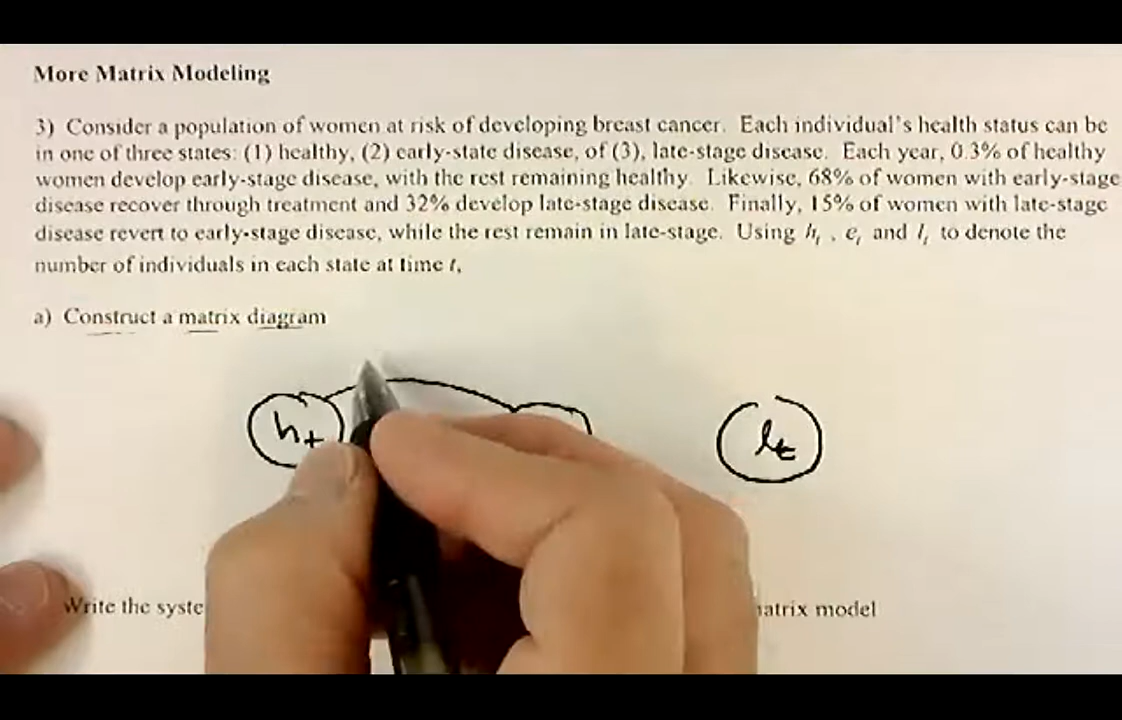 More Matrix Modeling
3) Consider a population of women at risk of developing breast cancer. Each individual's health status can be
in one of three states: (1) healthy, (2) early-state disease, of (3), late-stage disease. Each year, 0.3% of healthy
women develop early-stage disease, with the rest remaining healthy. Likewise, 68% of women with early-stage
disease recover through treatment and 32% develop late-stage disease. Finally, 15% of women with late-stage
disease revert to early-stage disease, while the rest remain in late-stage. Using h_t , e_t and l_t to denote the
number of individuals in each state at time t,
a) Construct a matrix diagram
h_t l_t
Write the syste atrix model